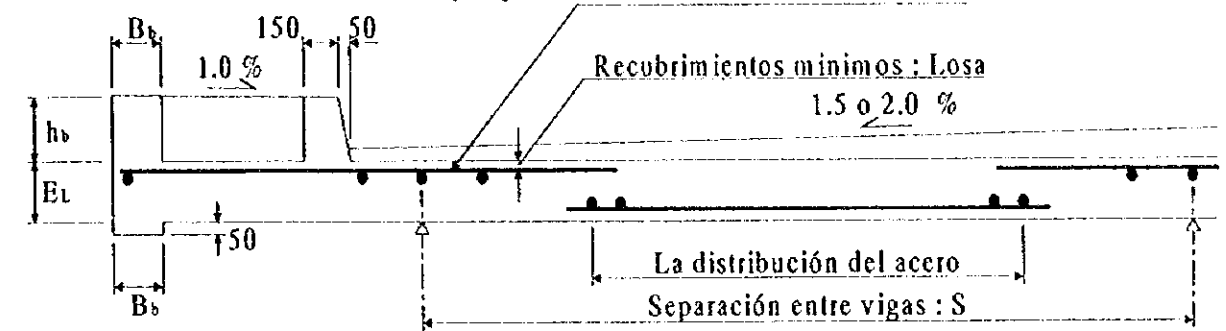 Bb 150 50
1.0 %
Recubrimientos minimos : Losa
1.5 o 2.0 %
hb
EL
50
La distribución del acero
Bb
Separación entre vigas : S